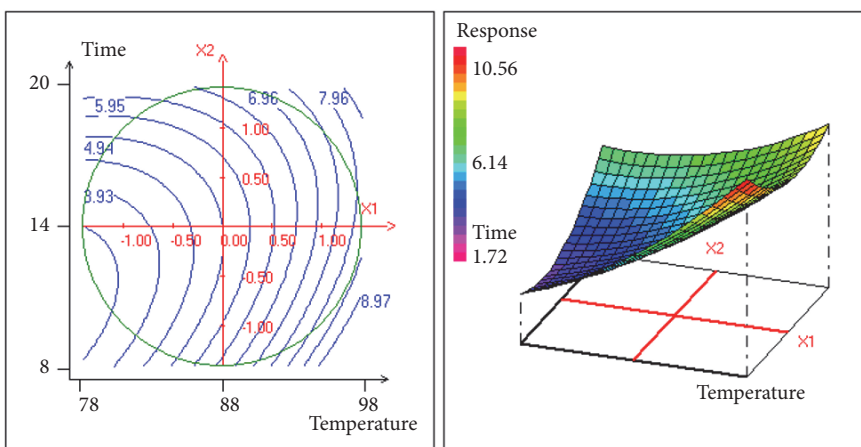 Time
X2
20
5.95
6.96
7.96
4.94
1.00
3.93
0.50
X1
14
-1.00
-0.50
0.00
0.50
1.00
-0.50
8.97
-1.00
8
78
88
98
Temperature
Response
10.56
6.14
Time
1.72
X2
X1
Temperature